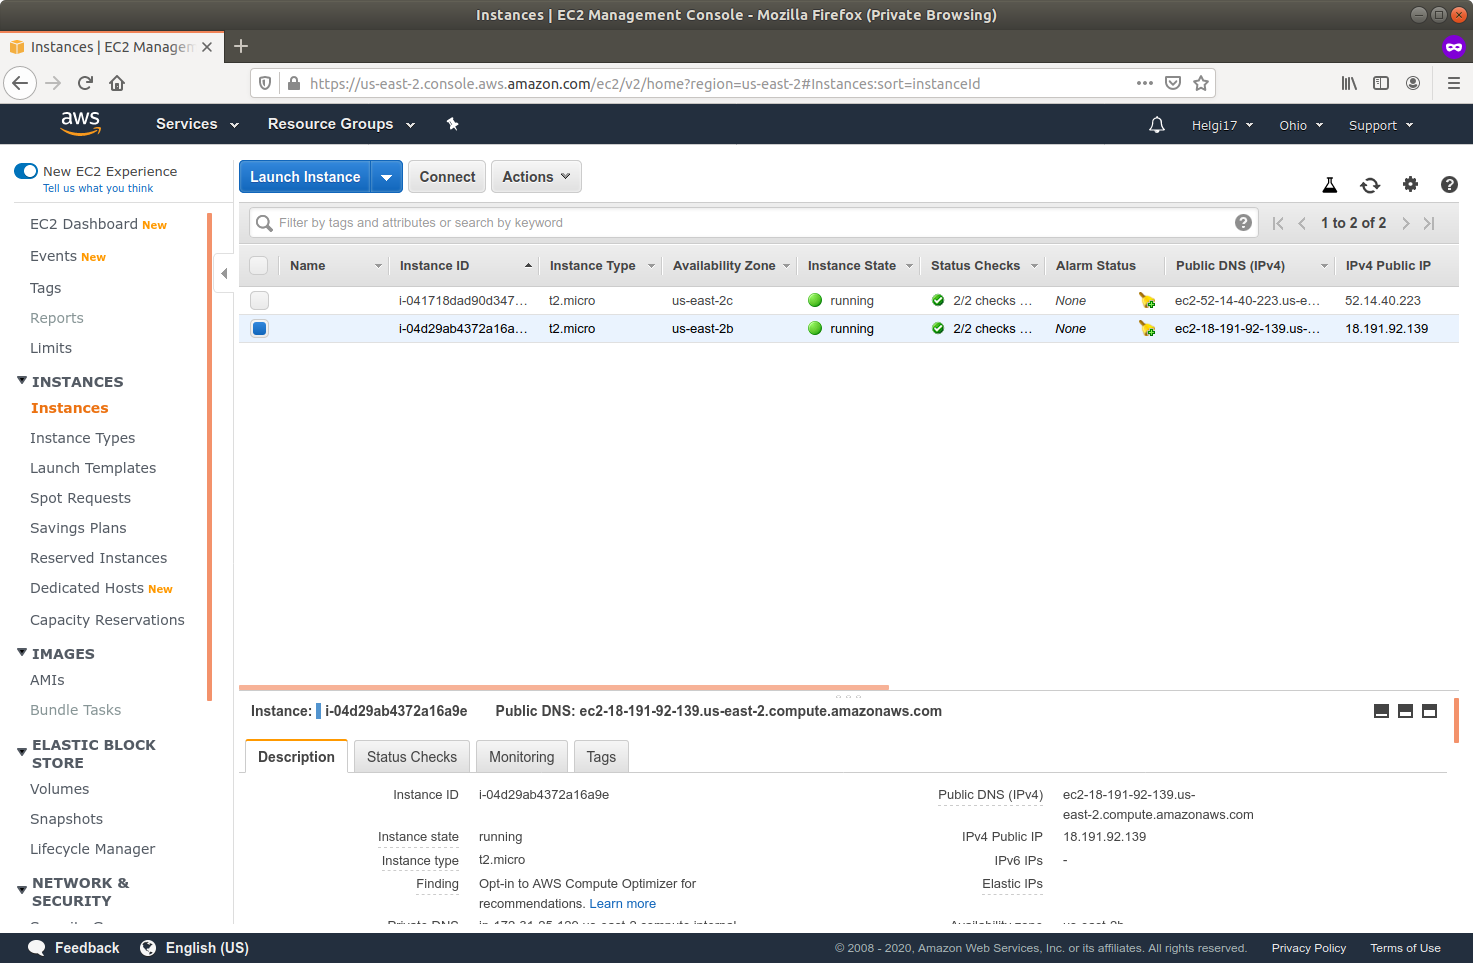 Instances | EC2 Management Console - Mozilla Firefox (Private Browsing)
Instances | EC2 Managem
https://us-east-2.console.aws.amazon.com/ec2/v2/home?region=us-east-2#Instances:sort=instanceId
aws Services Resource Groups Helgi17 Ohio Support
New EC2 Experience
Tell us what you think
EC2 Dashboard New
Events New
Tags
Reports
Limits
INSTANCES
Instances
Instance Types
Launch Templates
Spot Requests
Savings Plans
Reserved Instances
Dedicated Hosts New
Capacity Reservations
IMAGES
AMIs
Bundle Tasks
ELASTIC BLOCK
STORE
Volumes
Snapshots
Lifecycle Manager
NETWORK &
SECURITY
Launch Instance Connect Actions
Filter by tags and attributes or search by keyword 1 to 2 of 2
Name Instance ID Instance Type Availability Zone Instance State Status Checks Alarm Status Public DNS (IPv4) IPv4 Public IP
i-041718dad90d347... t2.micro us-east-2c running 2/2 checks ... None ec2-52-14-40-223.us-e... 52.14.40.223
i-04d29ab4372a16a... t2.micro us-east-2b running 2/2 checks ... None ec2-18-191-92-139.us-... 18.191.92.139
Instance: i-04d29ab4372a16a9e Public DNS: ec2-18-191-92-139.us-east-2.compute.amazonaws.com
Description Status Checks Monitoring Tags
Instance ID i-04d29ab4372a16a9e Public DNS (IPv4) ec2-18-191-92-139.us-
east-2.compute.amazonaws.com
Instance state running IPv4 Public IP 18.191.92.139
Instance type t2.micro IPv6 IPs -
Finding Opt-in to AWS Compute Optimizer for Elastic IPs
recommendations. Learn more
Feedback English (US) © 2008 - 2020, Amazon Web Services, Inc. or its affiliates. All rights reserved. Privacy Policy Terms of Use